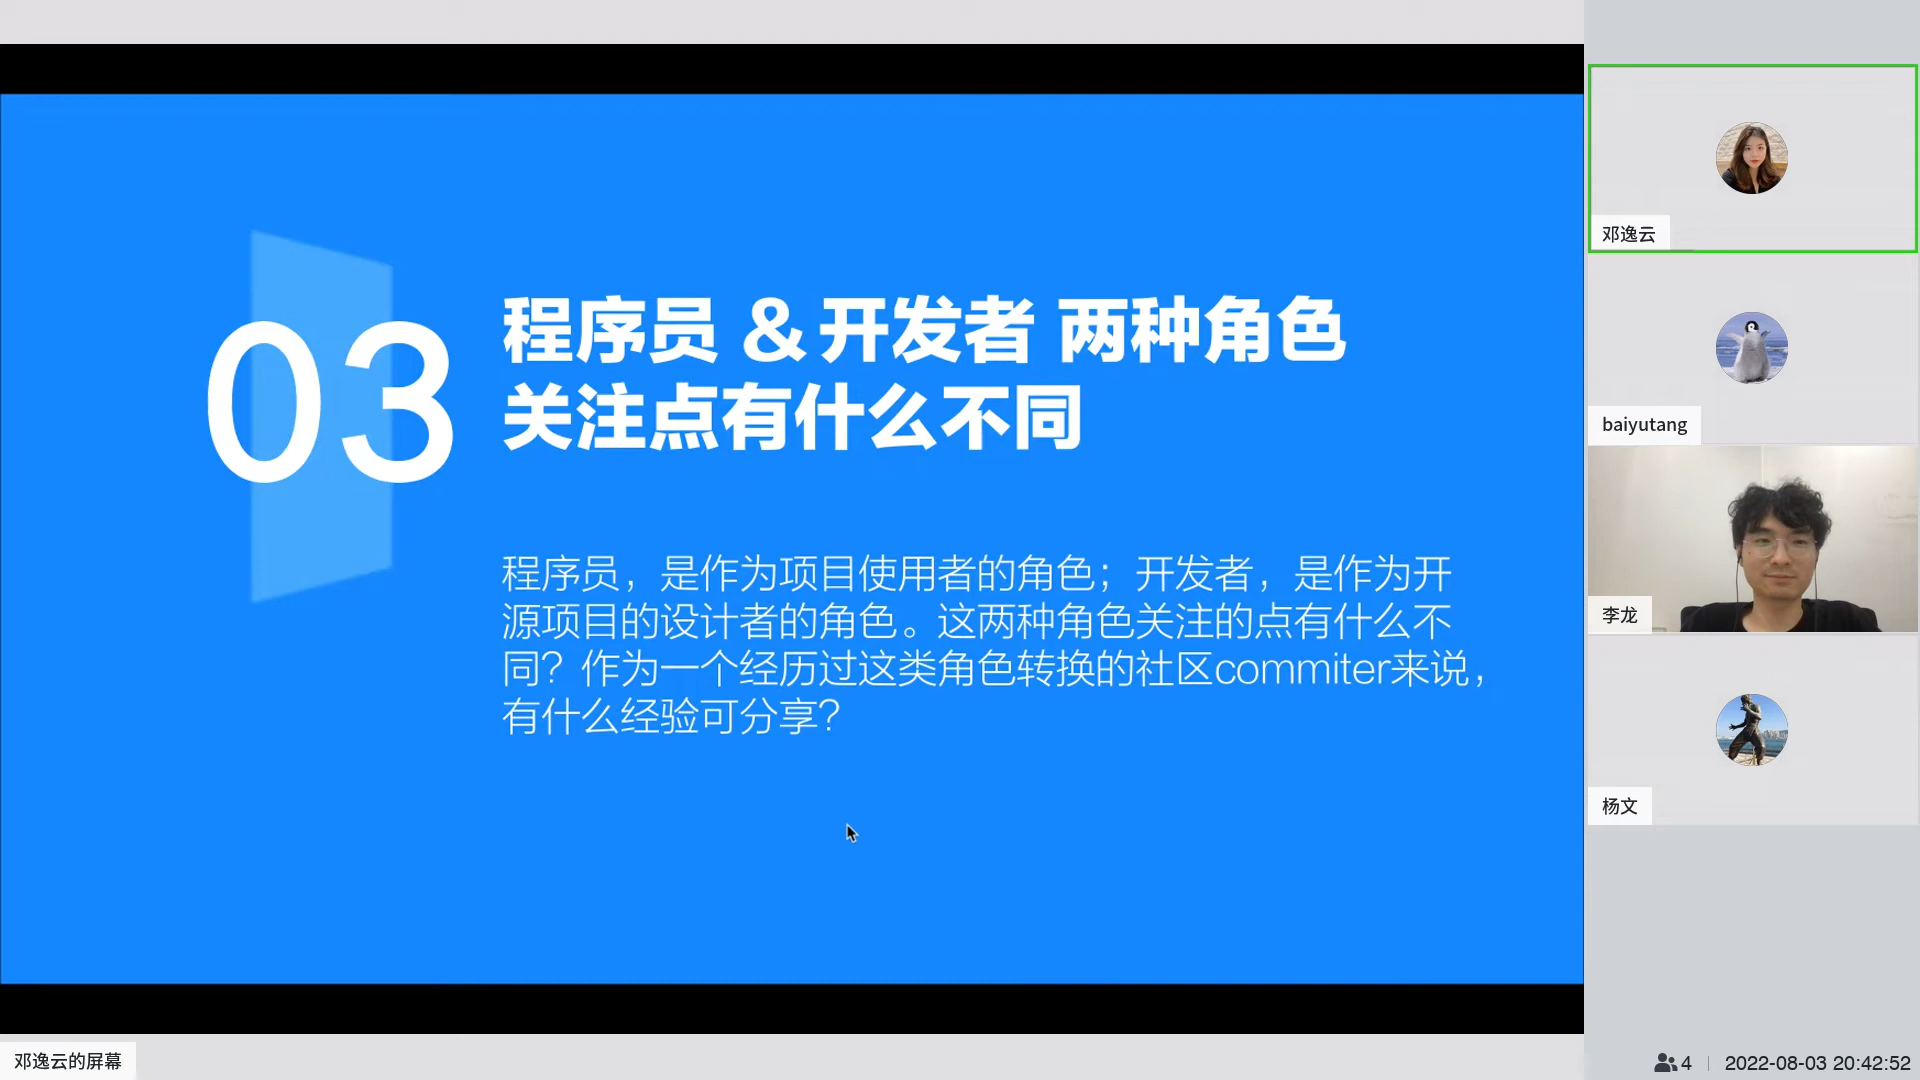 03
程序员 & 开发者 两种角色
关注点有什么不同
程序员，是作为项目使用者的角色；开发者，是作为开
源项目的设计者的角色。这两种角色关注的点有什么不
同？作为一个经历过这类角色转换的社区commiter来说，
有什么经验可分享？
邓逸云
baiyutang
李龙
杨文
邓逸云的屏幕
4
2022-08-03 20:42:52